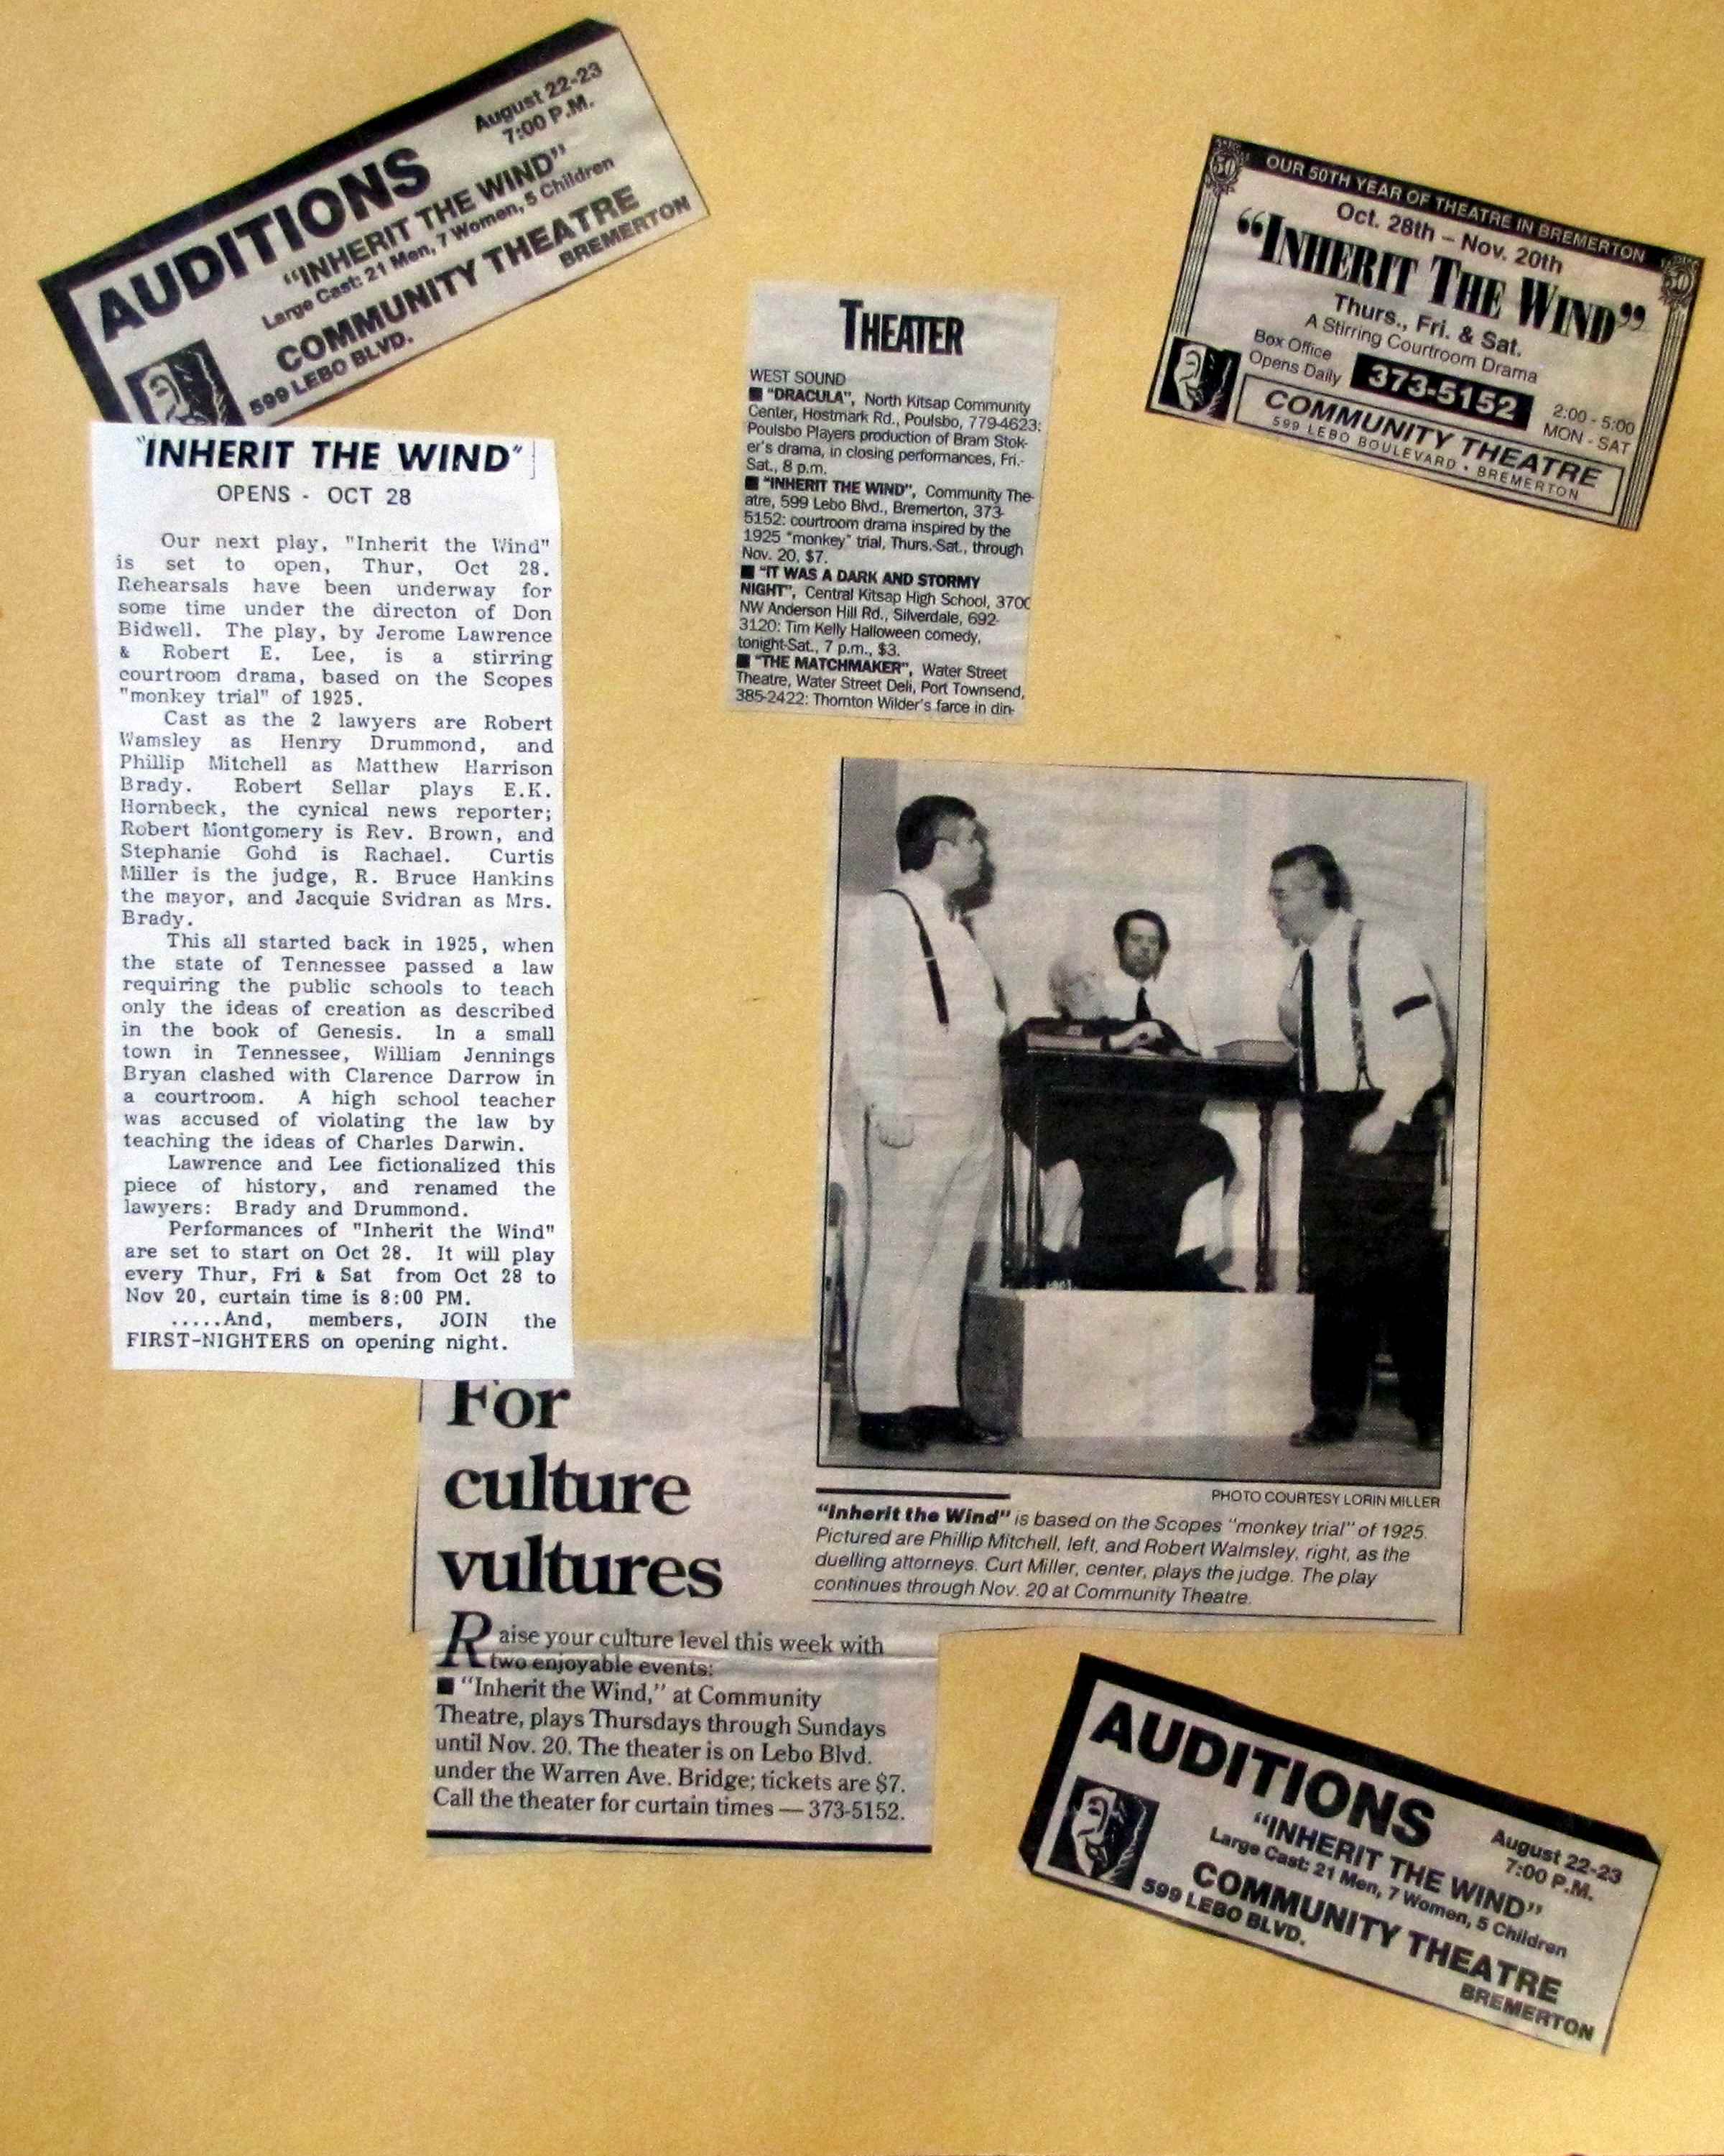 AUDITIONS
August 22-23
7:00 P.M.
“INHERIT THE WIND”
Large Cast: 21 Men, 7 Women, 5 Children
COMMUNITY THEATRE
599 LEBO BLVD.
BREMERTON
"INHERIT THE WIND"
OPENS - OCT 28
Our next play, "Inherit the Wind"
is set to open, Thur, Oct 28.
Rehearsals have been underway for
some time under the directon of Don
Bidwell. The play, by Jerome Lawrence
& Robert E. Lee, is a stirring
courtroom drama, based on the Scopes
"monkey trial" of 1925.
Cast as the 2 lawyers are Robert
Wamsley as Henry Drummond, and
Phillip Mitchell as Matthew Harrison
Brady. Robert Sellar plays E.K.
Hornbeck, the cynical news reporter;
Robert Montgomery is Rev. Brown, and
Stephanie Gohd is Rachael. Curtis
Miller is the judge, R. Bruce Hankins
the mayor, and Jacquie Svidran as Mrs.
Brady.
This all started back in 1925, when
the state of Tennessee passed a law
requiring the public schools to teach
only the ideas of creation as described
in the book of Genesis. In a small
town in Tennessee, William Jennings
Bryan clashed with Clarence Darrow in
a courtroom. A high school teacher
was accused of violating the law by
teaching the ideas of Charles Darwin.
Lawrence and Lee fictionalized this
piece of history, and renamed the
lawyers: Brady and Drummond.
Performances of "Inherit the Wind"
are set to start on Oct 28. It will play
every Thur, Fri & Sat from Oct 28 to
Nov 20, curtain time is 8:00 PM.
.....And, members, JOIN the
FIRST-NIGHTERS on opening night.
THEATER
WEST SOUND
■ "DRACULA", North Kitsap Community
Center, Hostmark Rd., Poulsbo, 779-4623:
Poulsbo Players production of Bram Stok-
er's drama, in closing performances, Fri.-
Sat., 8 p.m.
■ "INHERIT THE WIND", Community The-
atre, 599 Lebo Blvd., Bremerton, 373-
5152: courtroom drama inspired by the
1925 "monkey" trial, Thurs.-Sat., through
Nov. 20, $7.
■ "IT WAS A DARK AND STORMY
NIGHT", Central Kitsap High School, 3700
NW Anderson Hill Rd., Silverdale, 692-
3120: Tim Kelly Halloween comedy,
tonight-Sat., 7 p.m., $3.
■ "THE MATCHMAKER", Water Street
Theatre, Water Street Deli, Port Townsend,
385-2422: Thornton Wilder's farce in din-
50
OUR 50TH YEAR OF THEATRE IN BREMERTON
50
Oct. 28th – Nov. 20th
“INHERIT THE WIND”
Thurs., Fri. & Sat.
A Stirring Courtroom Drama
Box Office
Opens Daily
373-5152
2:00 - 5:00
MON - SAT
COMMUNITY THEATRE
599 LEBO BOULEVARD • BREMERTON
PHOTO COURTESY LORIN MILLER
“Inherit the Wind” is based on the Scopes “monkey trial” of 1925.
Pictured are Phillip Mitchell, left, and Robert Walmsley, right, as the
duelling attorneys. Curt Miller, center, plays the judge. The play
continues through Nov. 20 at Community Theatre.
For
culture
vultures
Raise your culture level this week with
two enjoyable events:
■ “Inherit the Wind,” at Community
Theatre, plays Thursdays through Sundays
until Nov. 20. The theater is on Lebo Blvd.
under the Warren Ave. Bridge; tickets are $7.
Call the theater for curtain times — 373-5152.
AUDITIONS
August 22-23
7:00 P.M.
“INHERIT THE WIND”
Large Cast: 21 Men, 7 Women, 5 Children
COMMUNITY THEATRE
599 LEBO BLVD.
BREMERTON